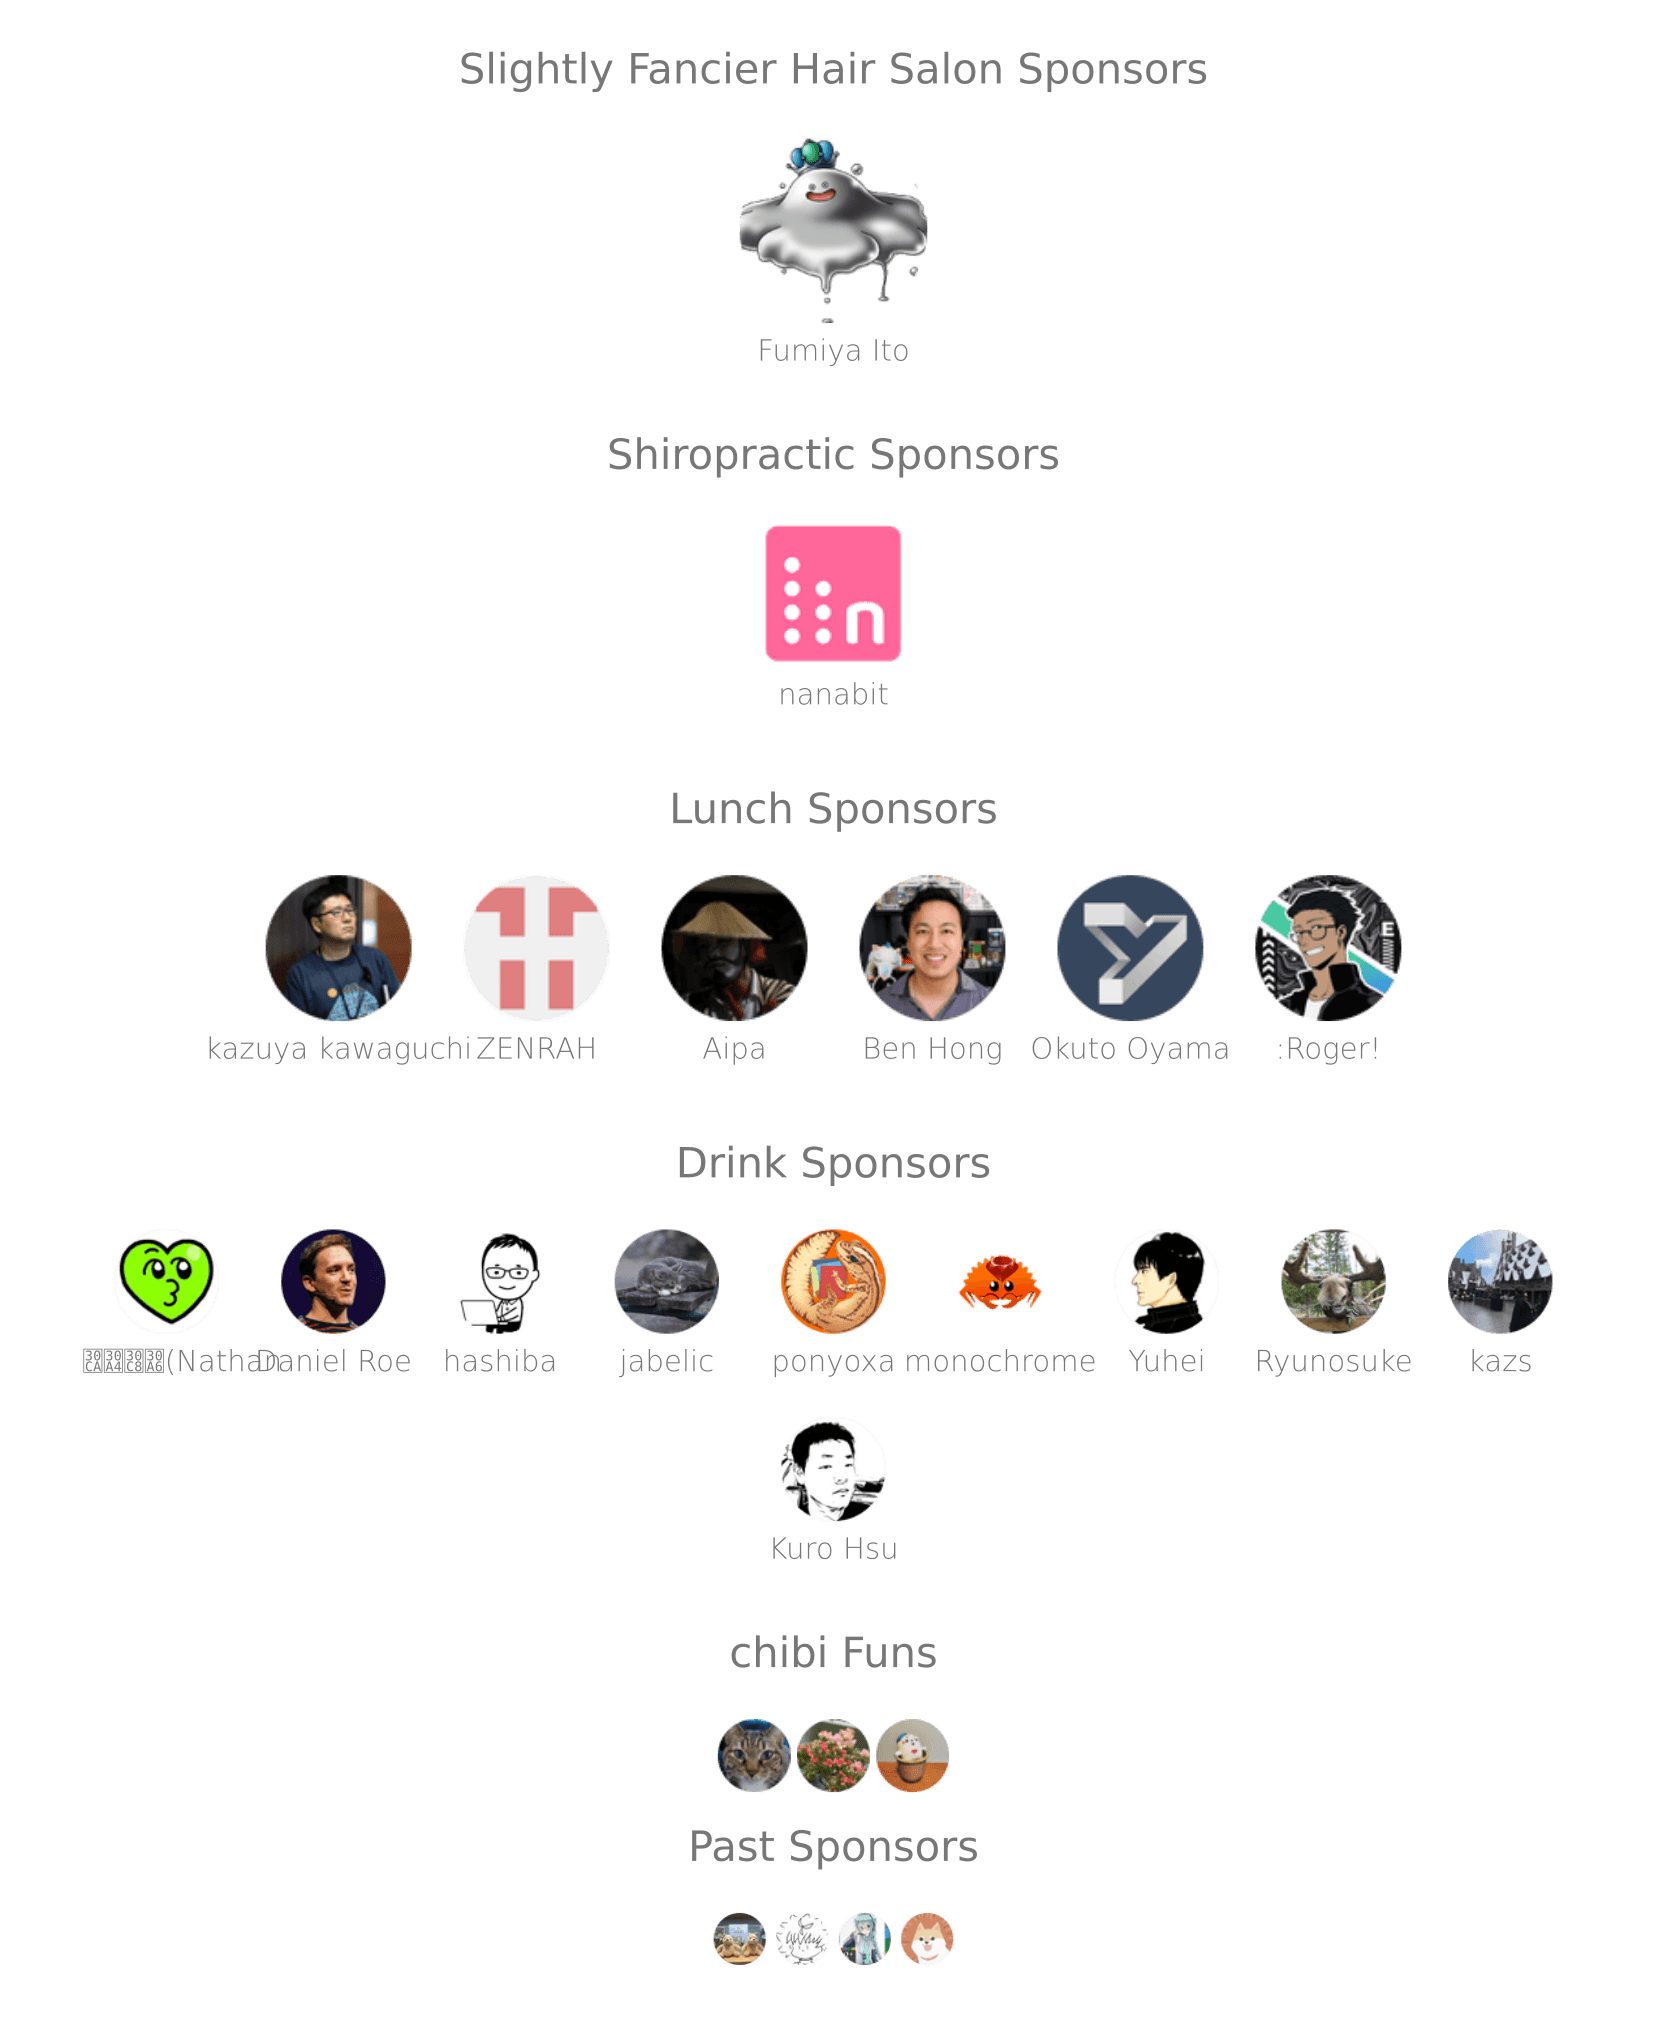 Slightly Fancier Hair Salon Sponsors
Fumiya Ito
Shiropractic Sponsors
n
nanabit
Lunch Sponsors
kazuya kawaguchi ZENRAH Aipa Ben Hong Okuto Oyama :Roger!
Drink Sponsors
(Nathan Daniel Roe hashiba jabelic ponyoxa monochrome Yuhei Ryunosuke kazs
Kuro Hsu
chibi Funs
Past Sponsors